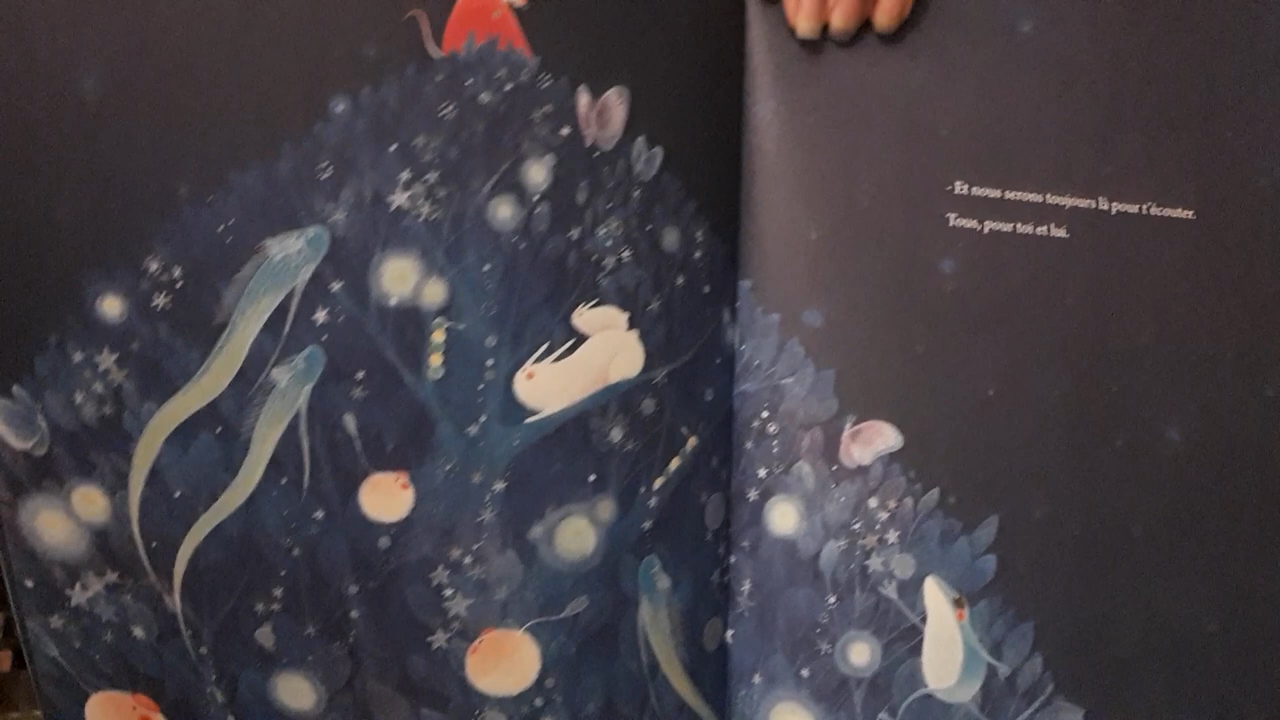 - Et nous serons toujours là pour t'écouter.
Tous, pour toi et lui.